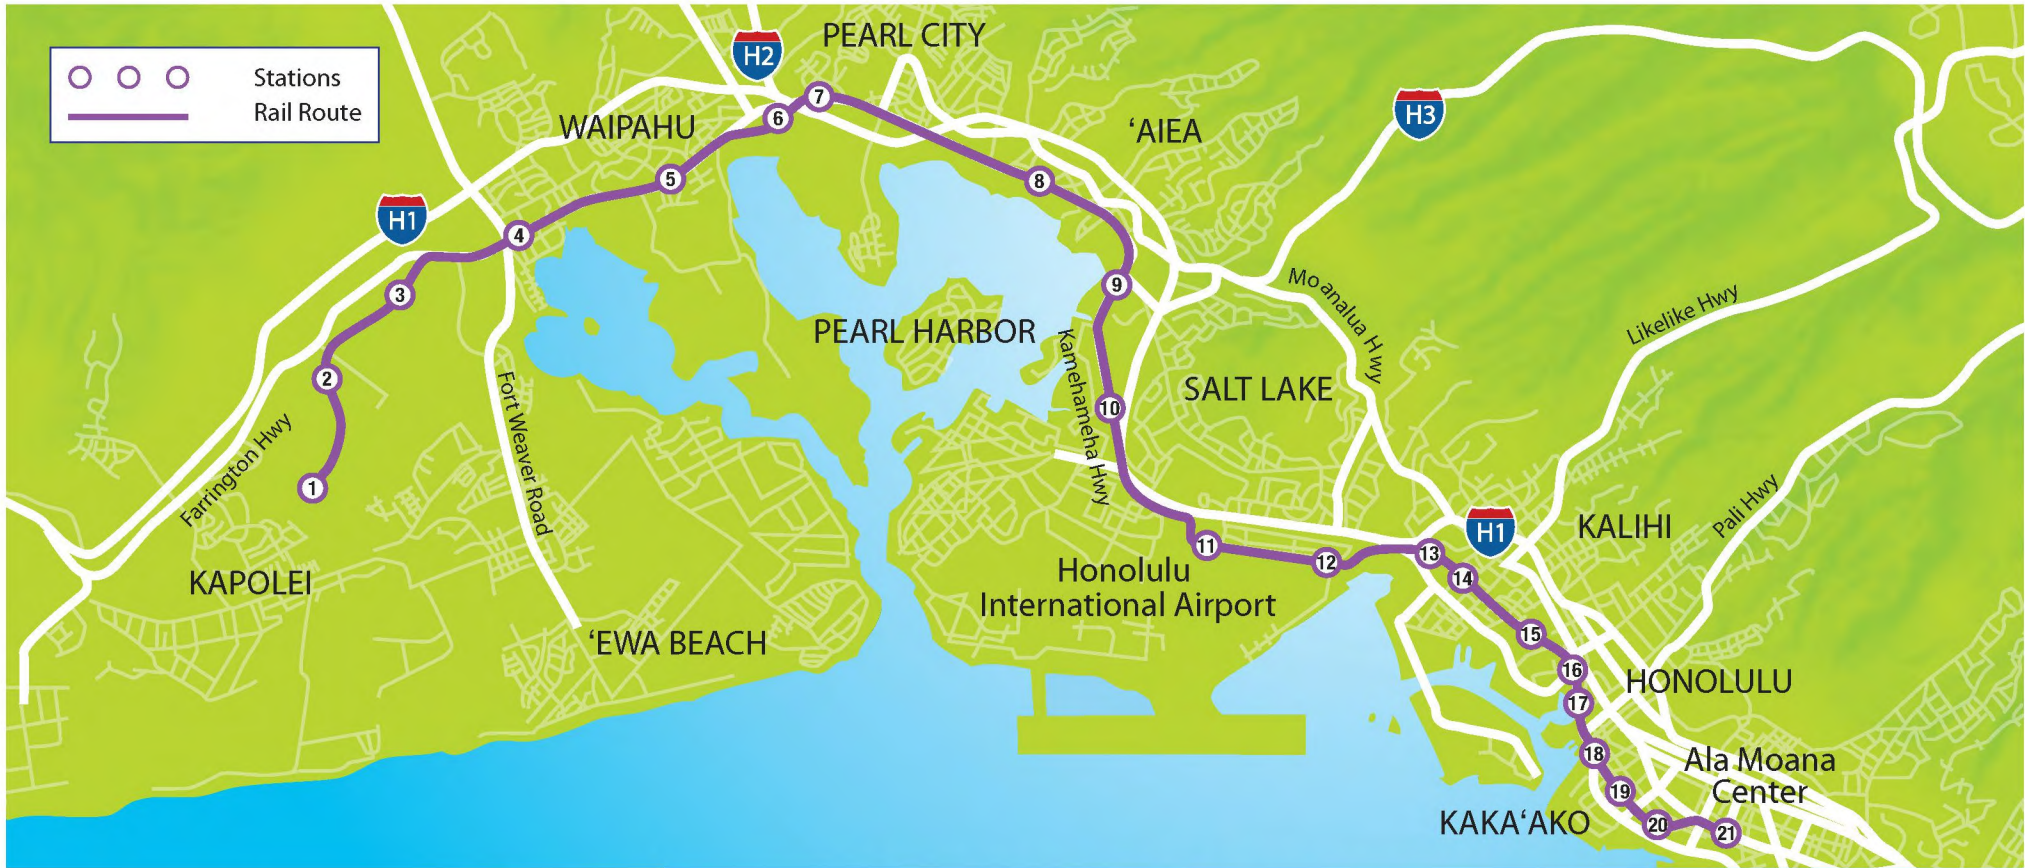 Stations
Rail Route
H2
PEARL CITY
H3
WAIPAHU
‘AIEA
H1
PEARL HARBOR
SALT LAKE
Moanalua Hwy
Likelike Hwy
Kamehameha Hwy
Fort Weaver Road
Farrington Hwy
Pali Hwy
H1
KALIHI
KAPOLEI
Honolulu
International Airport
‘EWA BEACH
HONOLULU
Ala Moana
Center
KAKA‘AKO
1
2
3
4
5
6
7
8
9
10
11
12
13
14
15
16
17
18
19
20
21